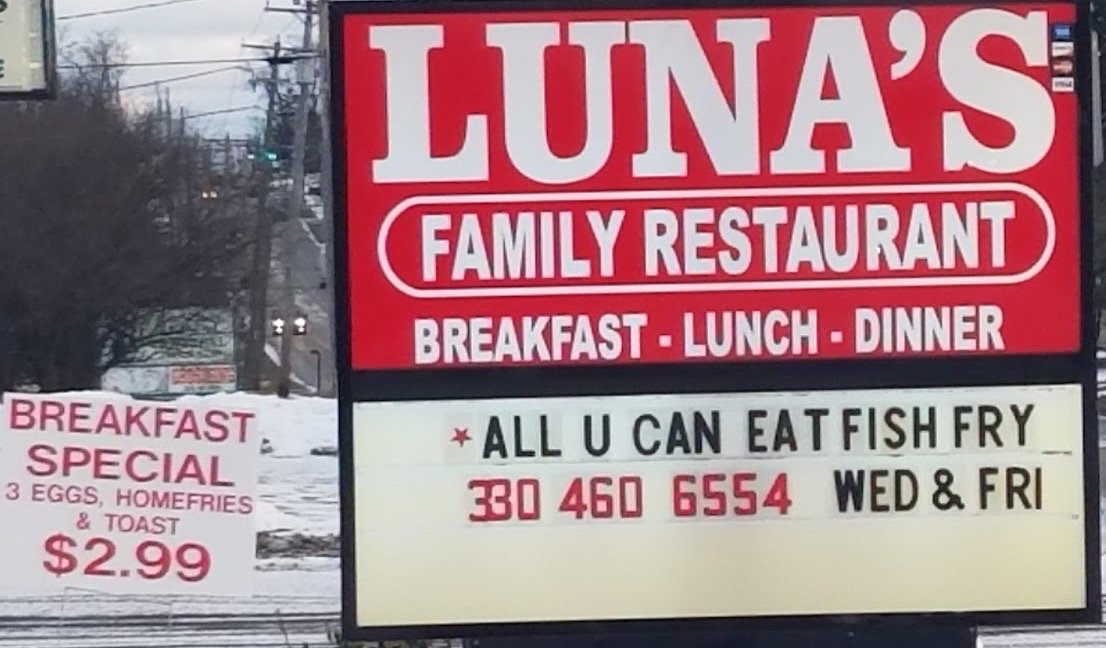 LUNA'S
FAMILY RESTAURANT
BREAKFAST - LUNCH - DINNER
*ALL U CAN EAT FISH FRY
330 460 6554 WED & FRI
BREAKFAST
SPECIAL
3 EGGS, HOMEFRIES
& TOAST
$2.99